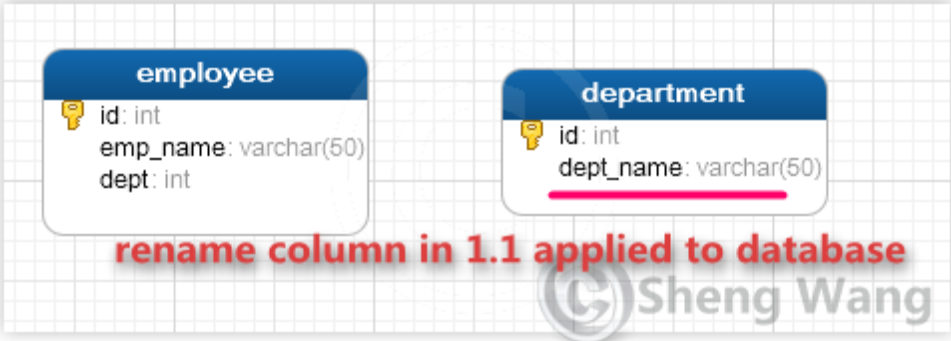 employee
id: int
emp_name: varchar(50)
dept: int
department
id: int
dept_name: varchar(50)
rename column in 1.1 applied to database
© Sheng Wang